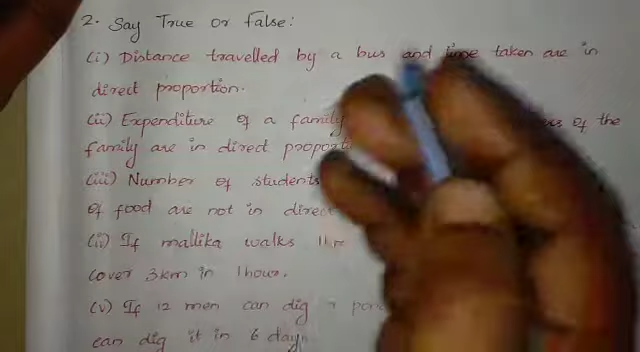 2. Say True or False:
(i) Distance travelled by a bus and time taken are in
direct proportion.
(ii) Expenditure of a family of the
family are in direct
(iii) Number of students
of food are not in
(iv) If mallika walks
cover 3km in 1hour.
(v) If 12 men can dig a
can dig it in 6 days